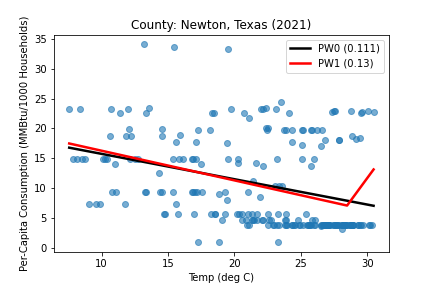 County: Newton, Texas (2021)
Per-Capita Consumption (MMBtu/1000 Households)
35
30
25
20
15
10
5
0
PW0 (0.111)
PW1 (0.13)
10
15
20
25
30
Temp (deg C)